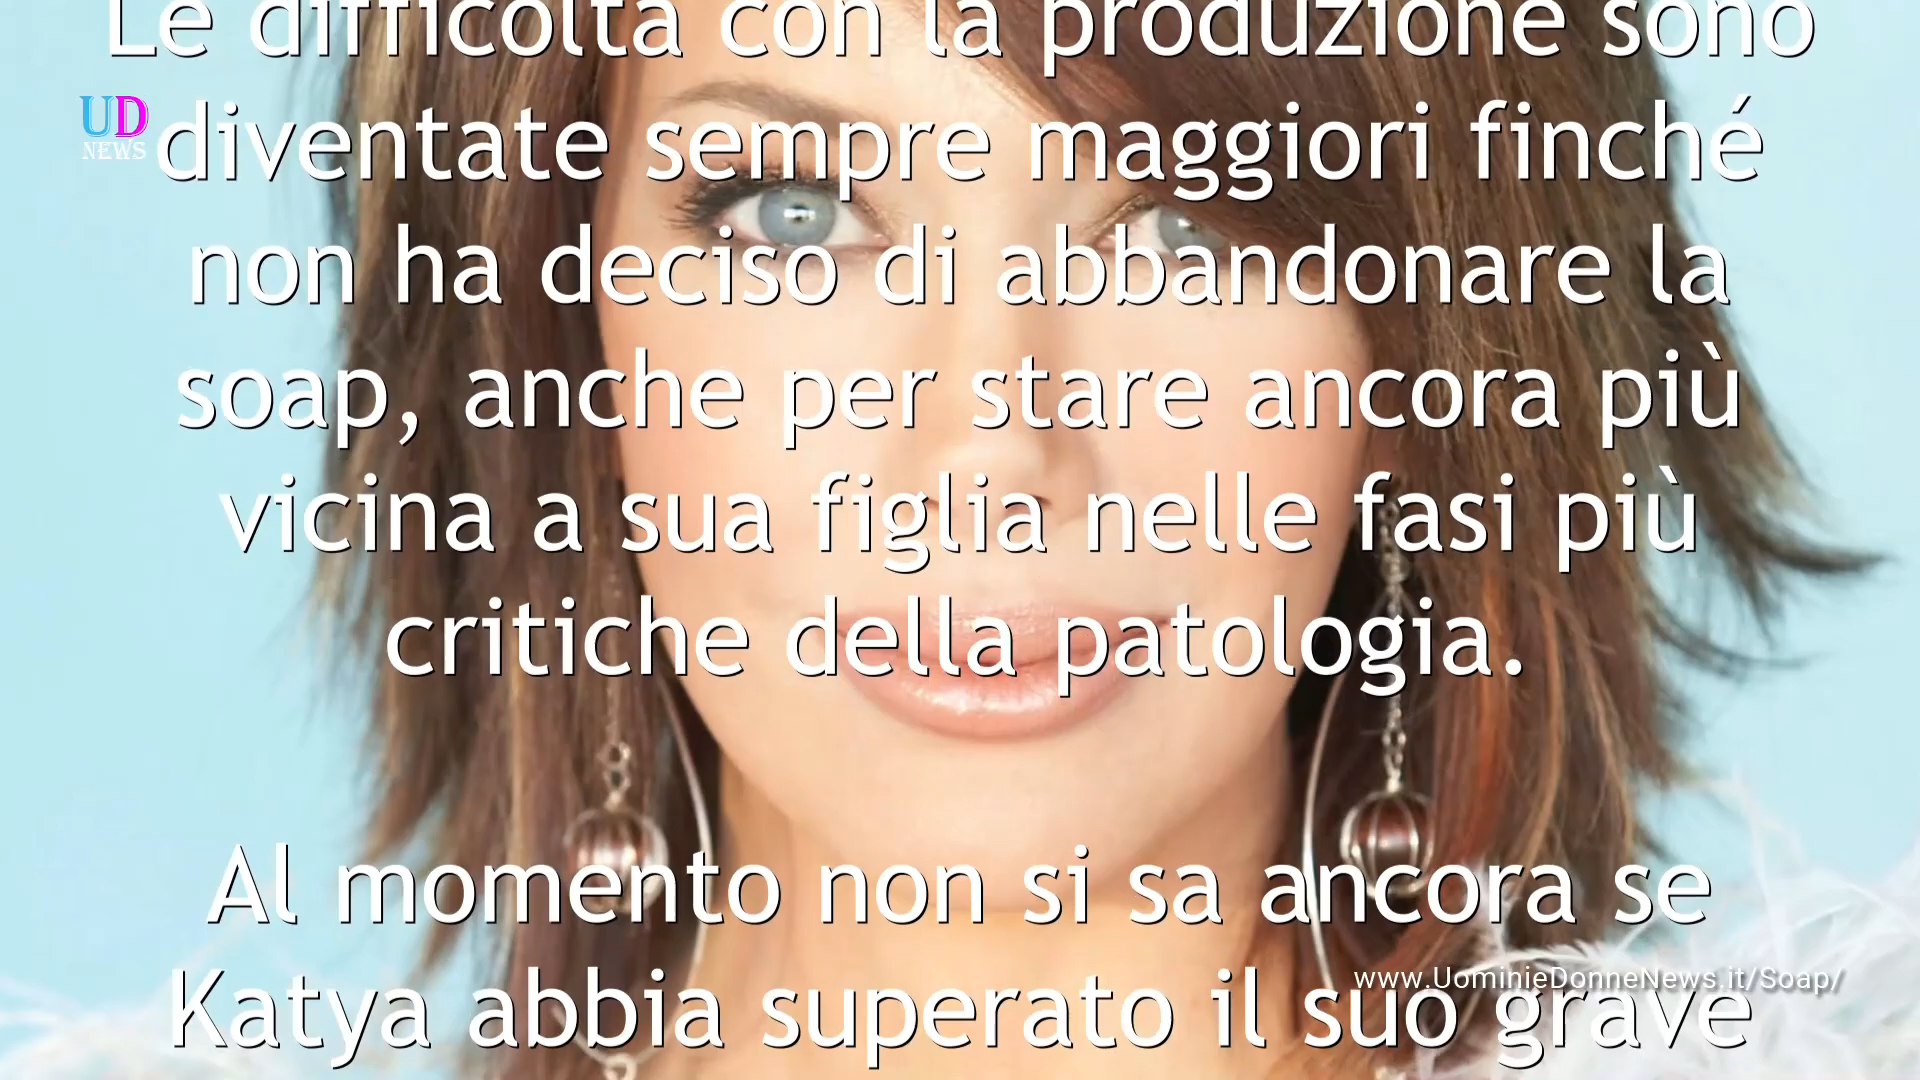 Le difficoltà con la produzione sono
UD
NEWS
diventate sempre maggiori finché
non ha deciso di abbandonare la
soap, anche per stare ancora più
vicina a sua figlia nelle fasi più
critiche della patologia.
Al momento non si sa ancora se
www.UominieDonneNews.it/Soap/
Katya abbia superato il suo grave